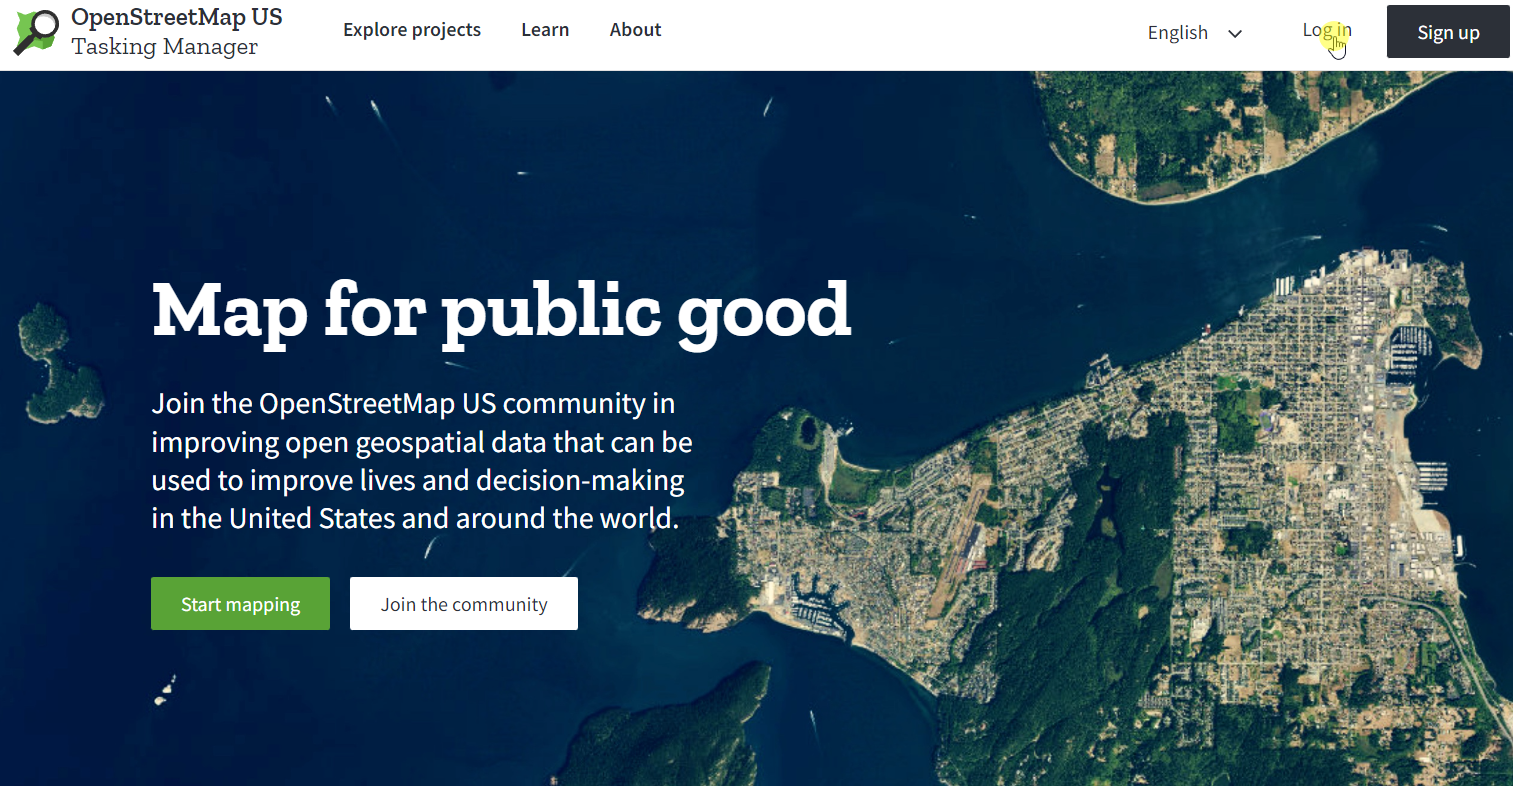 OpenStreetMap US
Tasking Manager
Explore projects
Learn
About
English
Log in
Sign up
Map for public good
Join the OpenStreetMap US community in
improving open geospatial data that can be
used to improve lives and decision-making
in the United States and around the world.
Start mapping
Join the community